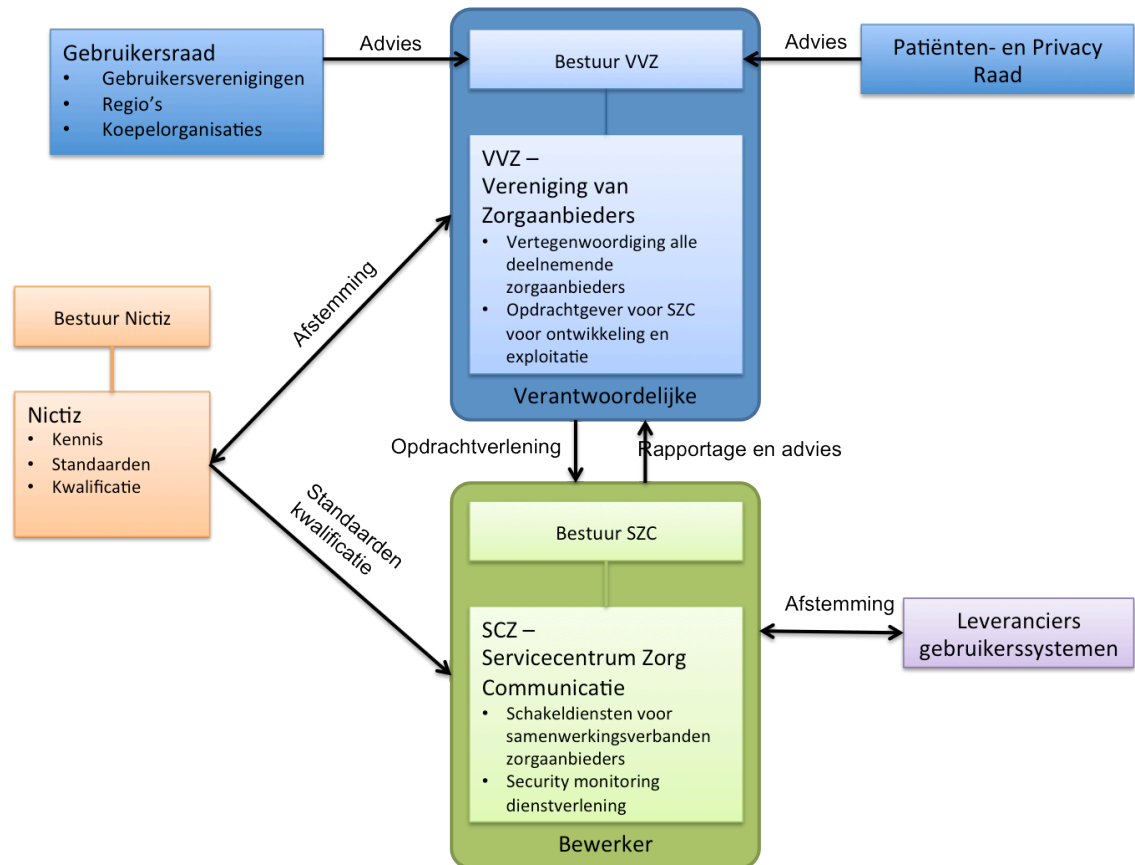 Gebruikersraad
• Gebruikersverenigingen
• Regio's
• Koepelorganisaties
Advies
Bestuur VVZ
Advies
Patiënten- en Privacy
Raad
VVZ –
Vereniging van
Zorgaanbieders
• Vertegenwoordiging alle
deelnemende
zorgaanbieders
• Opdrachtgever voor SZC
voor ontwikkeling en
exploitatie
Verantwoordelijke
Afstemming
Bestuur Nictiz
Nictiz
• Kennis
• Standaarden
• Kwalificatie
Opdrachtverlening
Rapportage en advies
Standaarden
kwalificatie
Bestuur SZC
SCZ –
Servicecentrum Zorg
Communicatie
• Schakeldiensten voor
samenwerkingsverbanden
zorgaanbieders
• Security monitoring
dienstverlening
Bewerker
Afstemming
Leveranciers
gebruikerssystemen